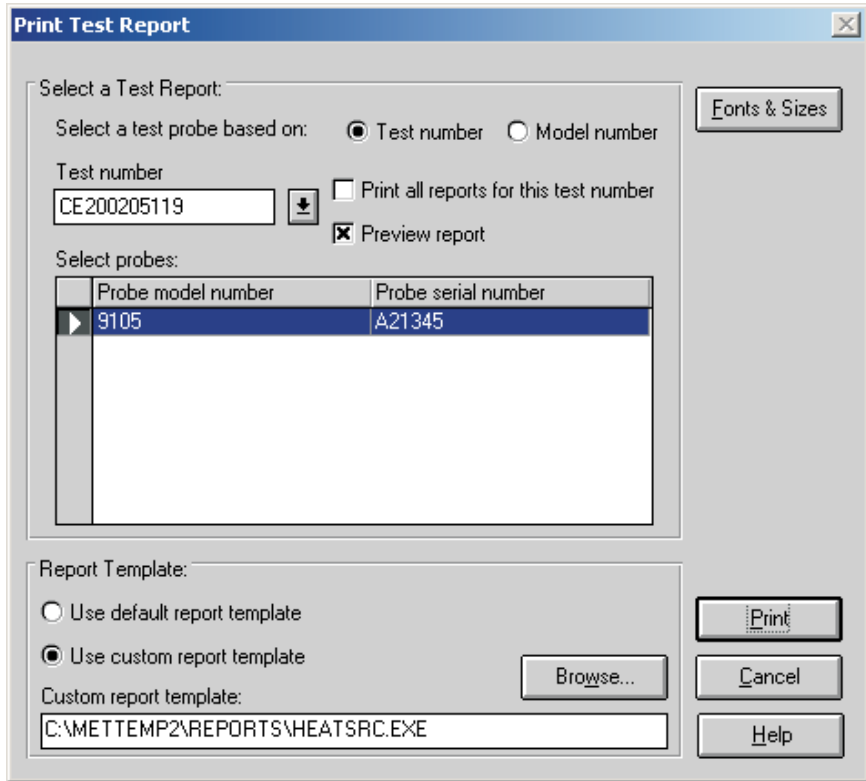 Print Test Report
Select a Test Report:
Fonts & Sizes
Select a test probe based on: Test number Model number
Test number
CE200205119
Print all reports for this test number
Preview report
Select probes:
Probe model number Probe serial number
9105 A21345
Report Template:
Use default report template
Print
Use custom report template
Browse...
Cancel
Custom report template:
C:\METTEMP2\REPORTS\HEATSRC.EXE
Help